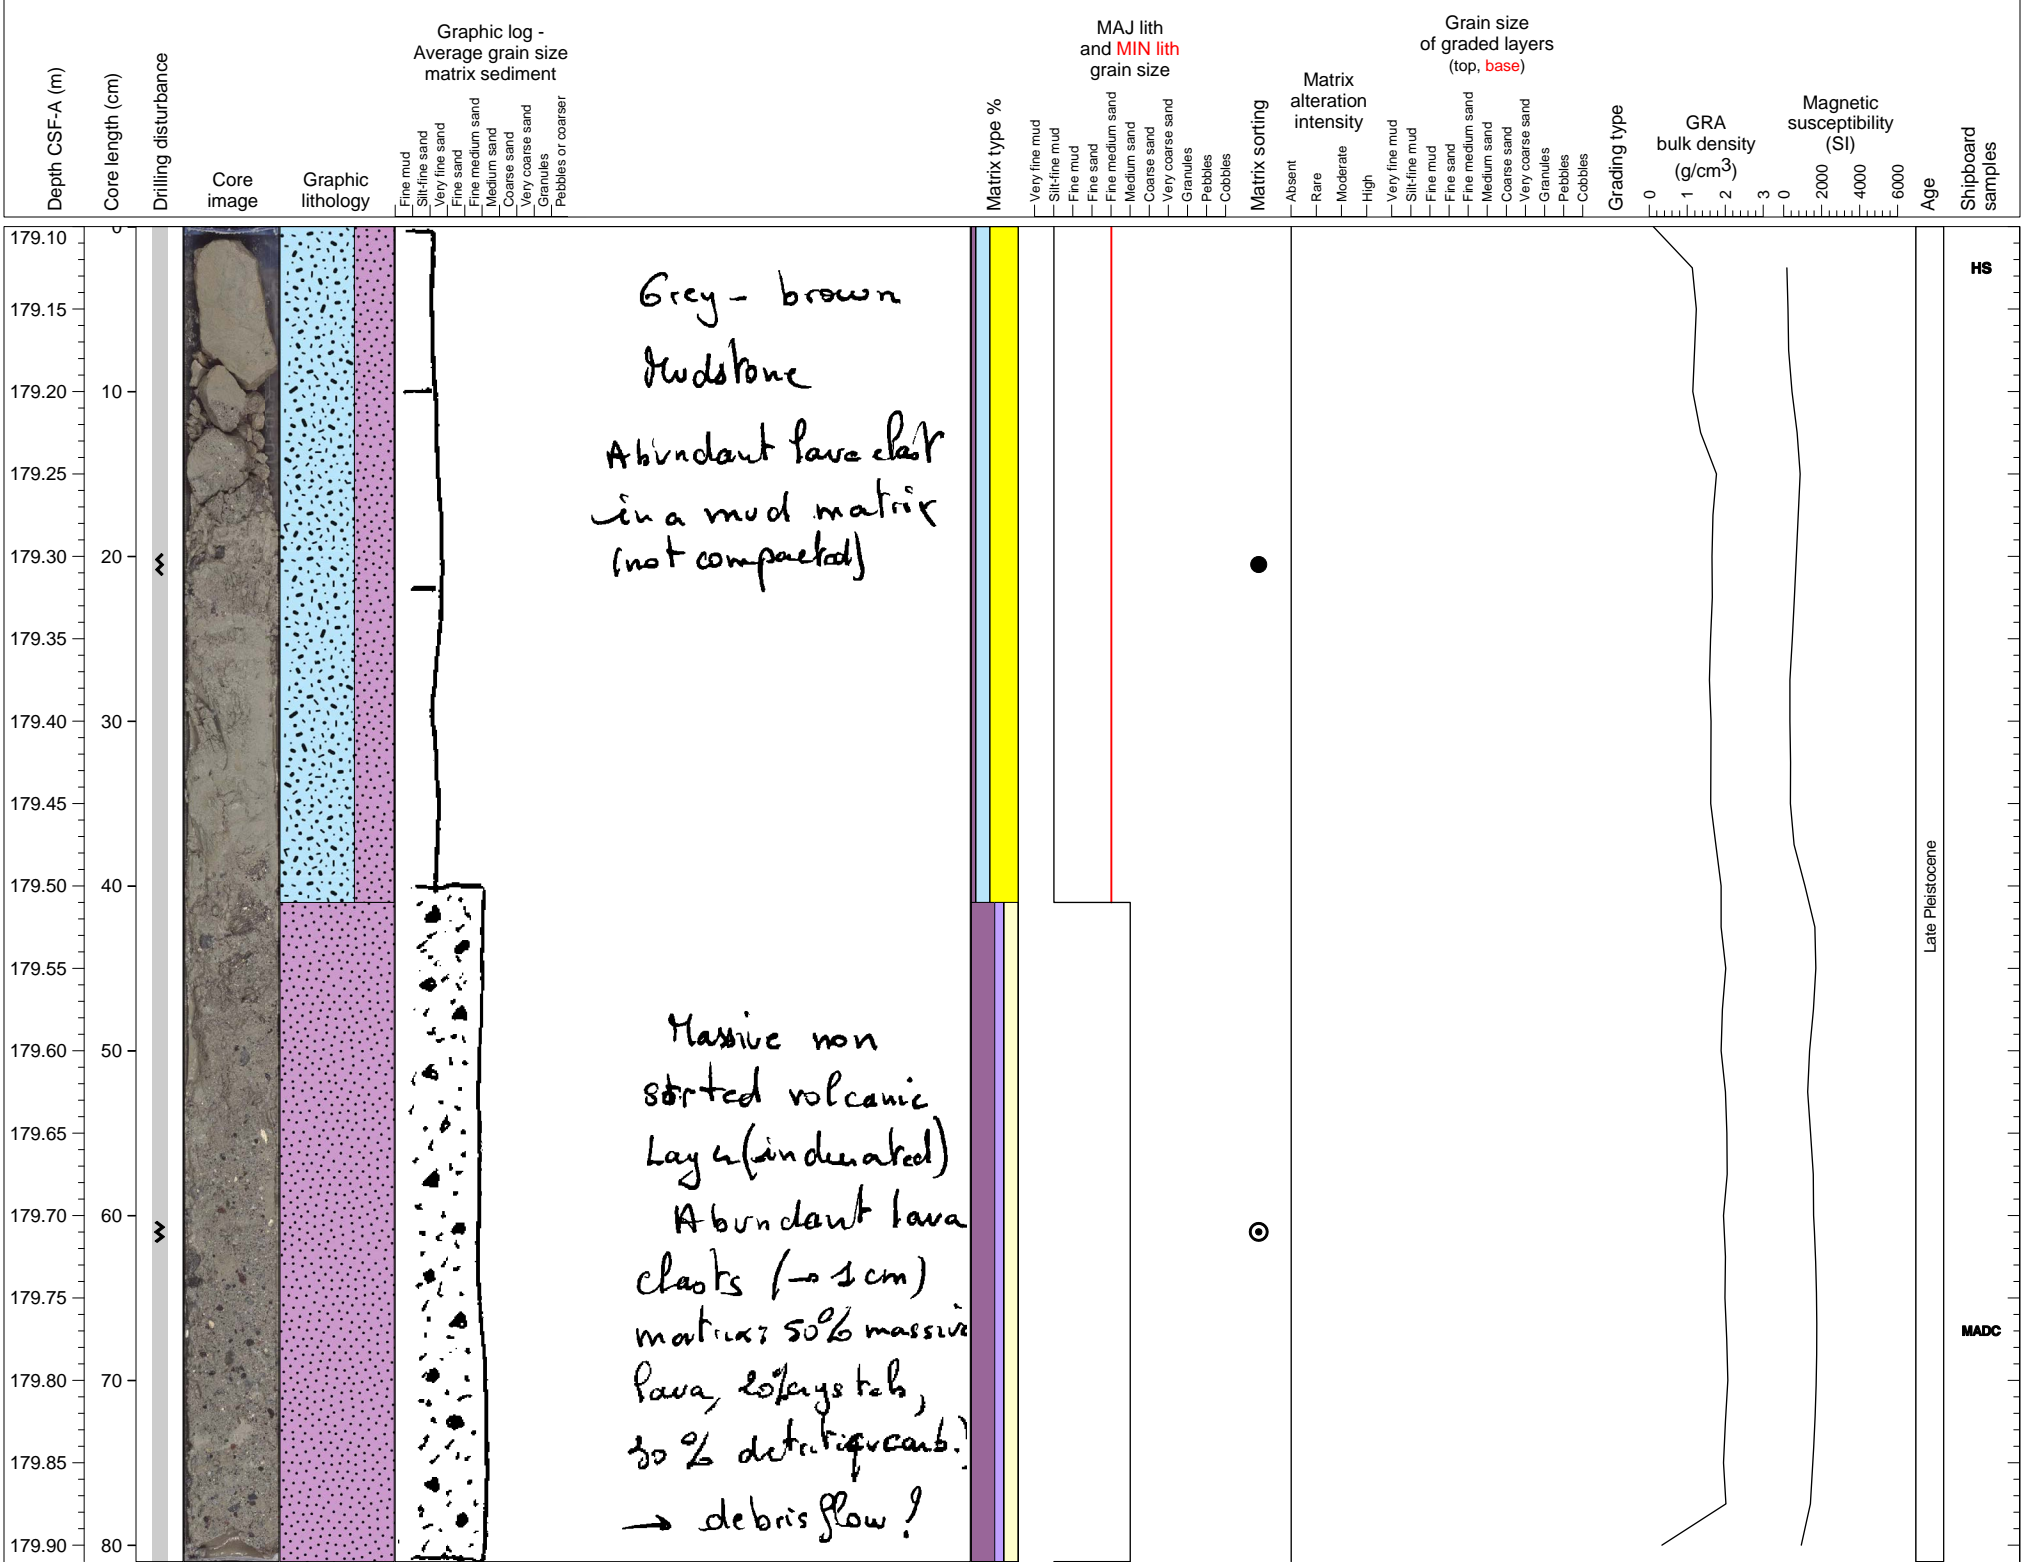 Graphic log -
Average grain size
matrix sediment
MAJ lith
and MIN lith
grain size
Grain size
of graded layers
(top, base)
Matrix
alteration
intensity
GRA
bulk density
(g/cm3)
Magnetic
susceptibility
(SI)
Depth CSF-A (m)
Core length (cm)
Drilling disturbance
Core
image
Graphic
lithology
Fine mud
Silt-fine sand
Very fine sand
Fine sand
Fine medium sand
Medium sand
Coarse sand
Very coarse sand
Granules
Pebbles or coarser
Matrix type %
Very fine mud
Silt-fine mud
Fine mud
Fine sand
Fine medium sand
Medium sand
Coarse sand
Very coarse sand
Granules
Pebbles
Cobbles
Matrix sorting
Absent
Rare
Moderate
High
Very fine mud
Silt-fine mud
Fine mud
Fine sand
Fine medium sand
Medium sand
Coarse sand
Very coarse sand
Granules
Pebbles
Cobbles
Grading type
0 1 2 3
0 2000 4000 6000
Age
Shipboard
samples
179.10 0
HS
Grey - brown
179.15
Mudstone
179.20 10
Abundant lava clast
179.25
in a mud matrix
(not compacted)
179.30 20
179.35
179.40 30
179.45
179.50 40
Late Pleistocene
179.55
Massive non
179.60 50
sorted volcanic
179.65
Layer (indurated)
Abundant lava
179.70 60
clasts (→ 1 cm)
179.75
matrix: 50% massive
MADC
lava, 20% crystals,
179.80 70
30 % detritique carb.
179.85
→ debris flow ?
179.90 80